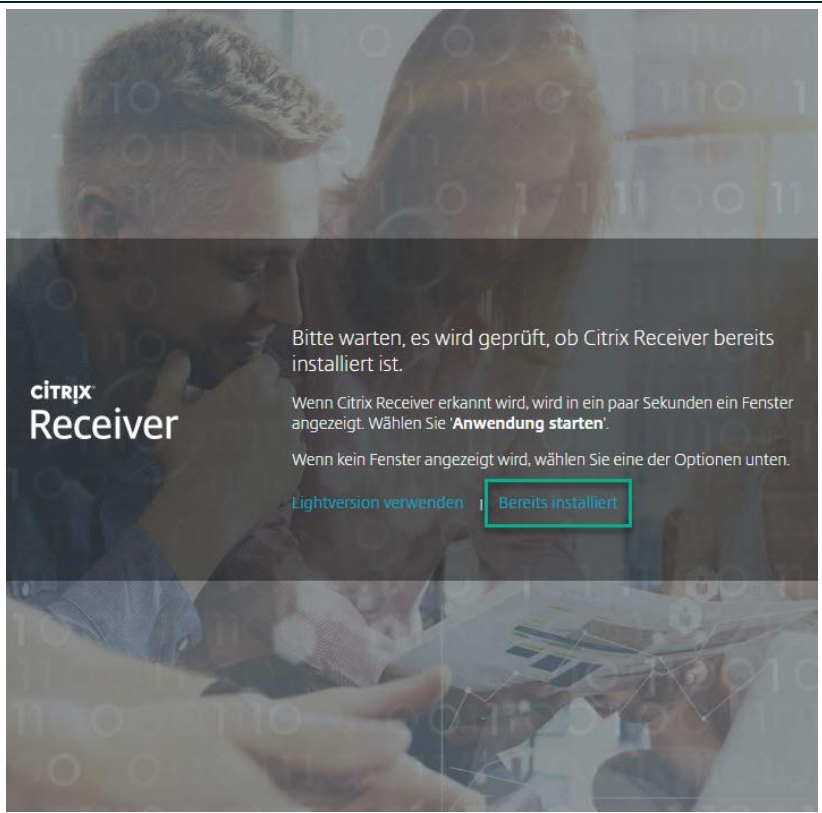 Bitte warten, es wird geprüft, ob Citrix Receiver bereits
installiert ist.
CİTRIX
Receiver
Wenn Citrix Receiver erkannt wird, wird in ein paar Sekunden ein Fenster
angezeigt. Wählen Sie 'Anwendung starten'.
Wenn kein Fenster angezeigt wird, wählen Sie eine der Optionen unten.
Lightversion verwenden | Bereits installiert